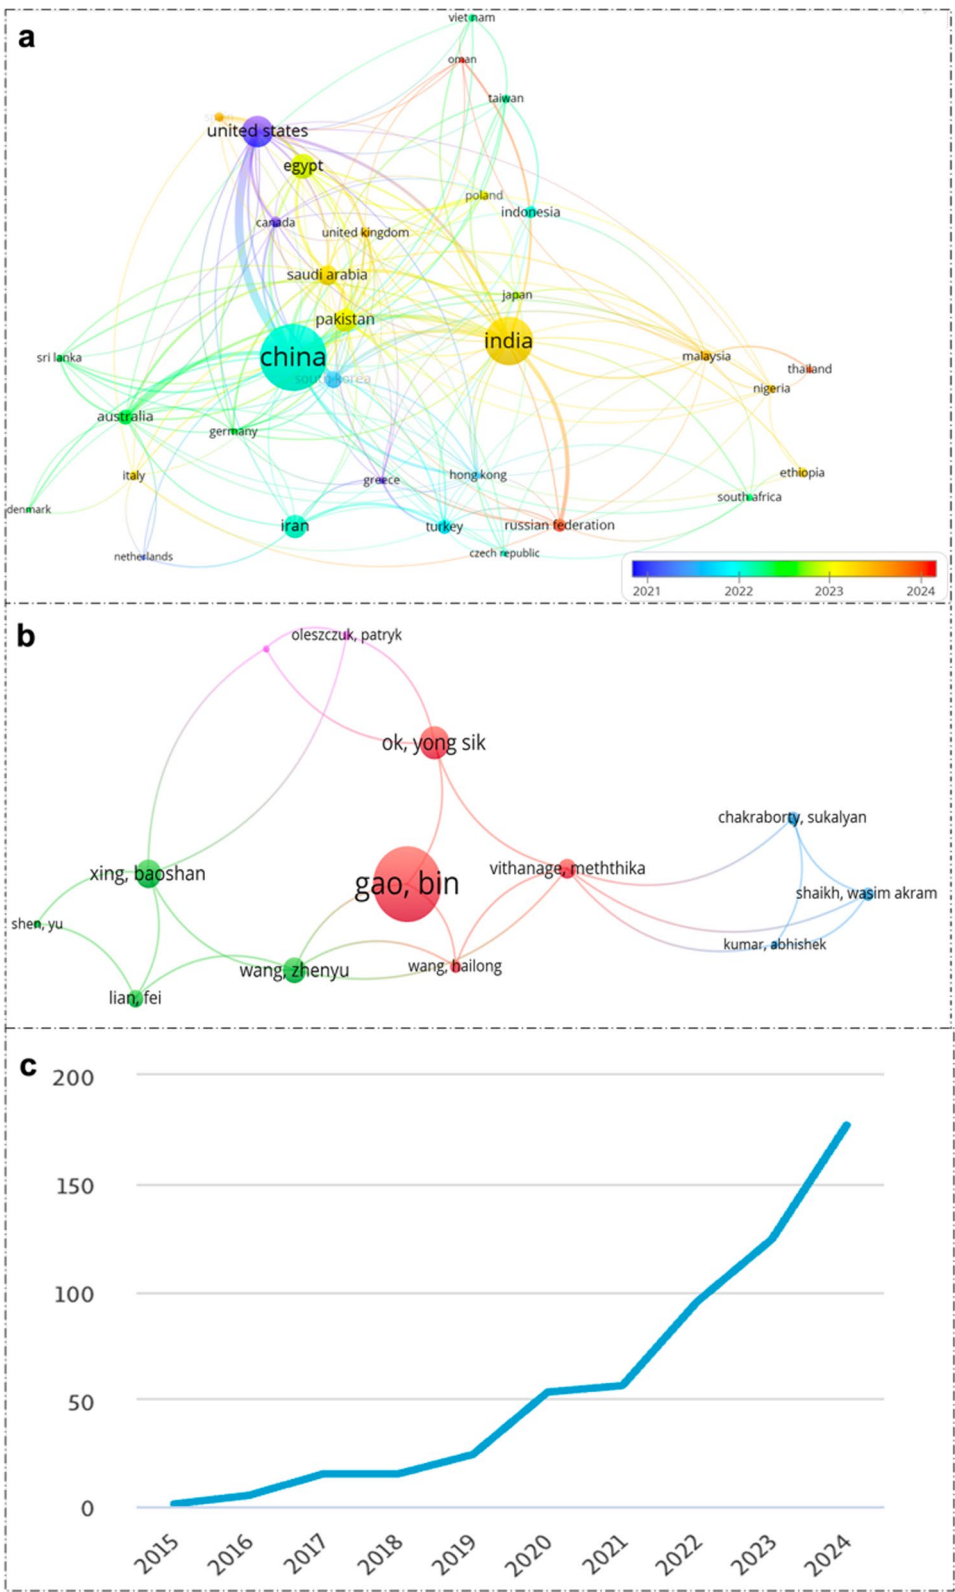 a
viet nam
oman
taiwan
united states
egypt
poland
indonesia
canada
united kingdom
saudi arabia
japan
pakistan
india
china
sri lanka
malaysia
thailand
south korea
nigeria
australia
germany
italy
greece
hong kong
ethiopia
south africa
denmark
iran
turkey
russian federation
netherlands
czech republic
2021 2022 2023 2024
b
oleszczuk, patryk
ok, yong sik
chakraborty, sukalyan
xing, baoshan
gao, bin
vithanage, meththika
shaikh, wasim akram
shen, yu
kumar, abhishek
wang, zhenyu
wang, hailong
lian, fei
c
200
150
100
50
0
2015 2016 2017 2018 2019 2020 2021 2022 2023 2024